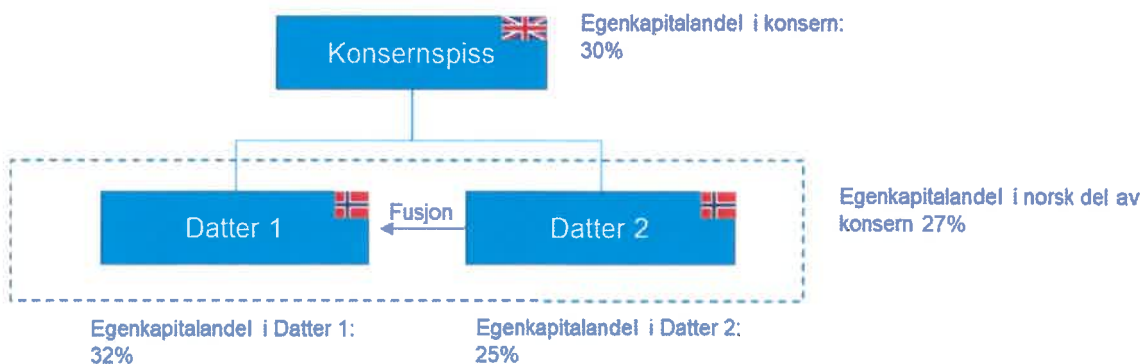 Egenkapitalandel i konsern:
30%
Konsernspiss
Datter 1
Fusjon
Datter 2
Egenkapitalandel i norsk del av
konsern 27%
Egenkapitalandel i Datter 1:
32%
Egenkapitalandel i Datter 2:
25%